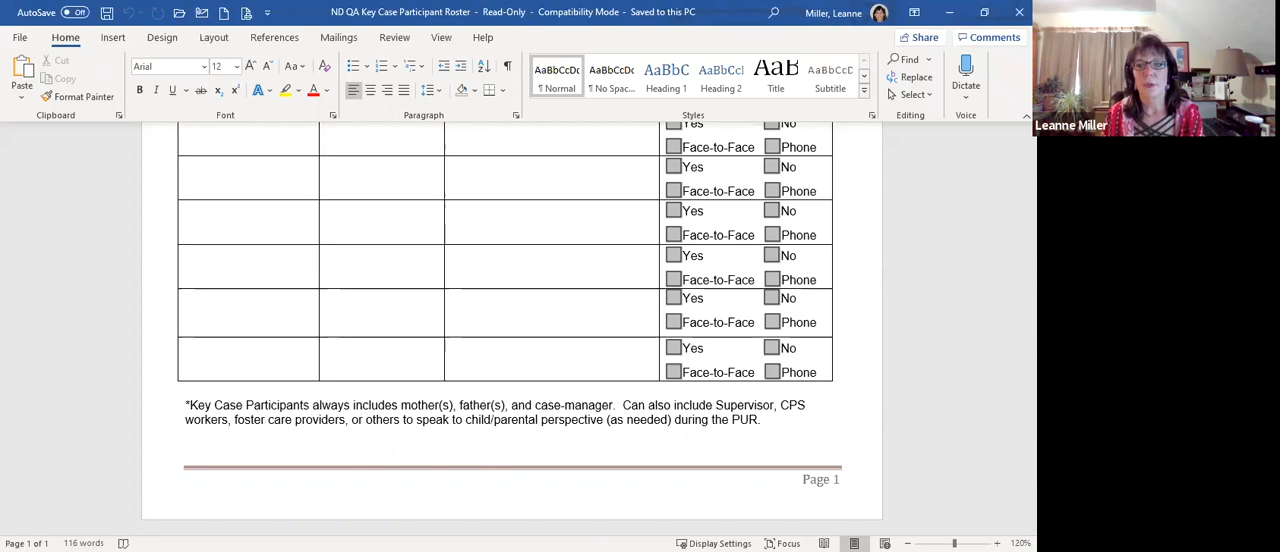 AutoSave Off ND QA Key Case Participant Roster - Read-Only - Compatibility Mode - Saved to this PC Miller, Leanne
File Home Insert Design Layout References Mailings Review View Help Share Comments
Paste Cut Copy Format Painter
Arial 12 Aa
B I U ab x₂ x² A A
AaBbCcDc AaBbCcDc AaBbC AaBbCcl AaB AaBbCcD
¶ Normal ¶ No Spac... Heading 1 Heading 2 Title Subtitle
Find Replace Select
Dictate
Clipboard Font Paragraph Styles Editing Voice
Leanne Miller
Yes No
Face-to-Face Phone
Yes No
Face-to-Face Phone
Yes No
Face-to-Face Phone
Yes No
Face-to-Face Phone
Yes No
Face-to-Face Phone
Yes No
Face-to-Face Phone
*Key Case Participants always includes mother(s), father(s), and case-manager. Can also include Supervisor, CPS
workers, foster care providers, or others to speak to child/parental perspective (as needed) during the PUR.
Page 1
Page 1 of 1 116 words Display Settings Focus 120%